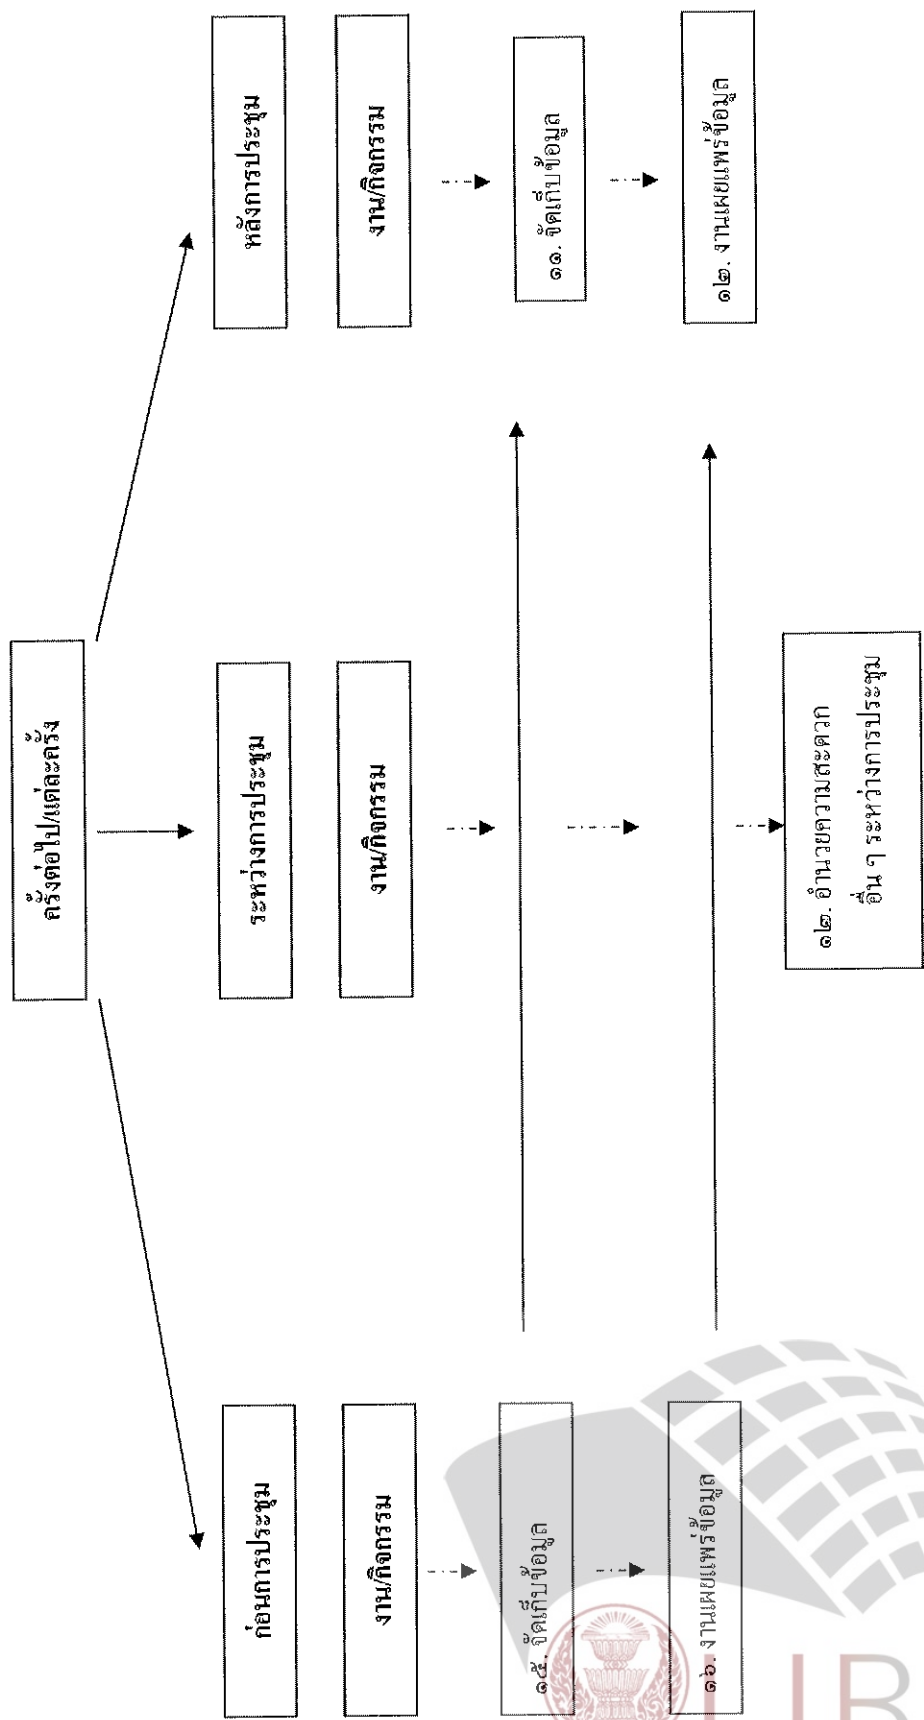 ครั้งต่อไป/แต่ละครั้ง
ก่อนการประชุม
ระหว่างการประชุม
หลังการประชุม
งาน/กิจกรรม
งาน/กิจกรรม
งาน/กิจกรรม
๑๕. จัดเก็บข้อมูล
๑๑. จัดเก็บข้อมูล
๑๖. งานเผยแพร่ข้อมูล
๑๒. งานเผยแพร่ข้อมูล
๑๒. อำนวยความสะดวก
อื่น ๆ ระหว่างการประชุม